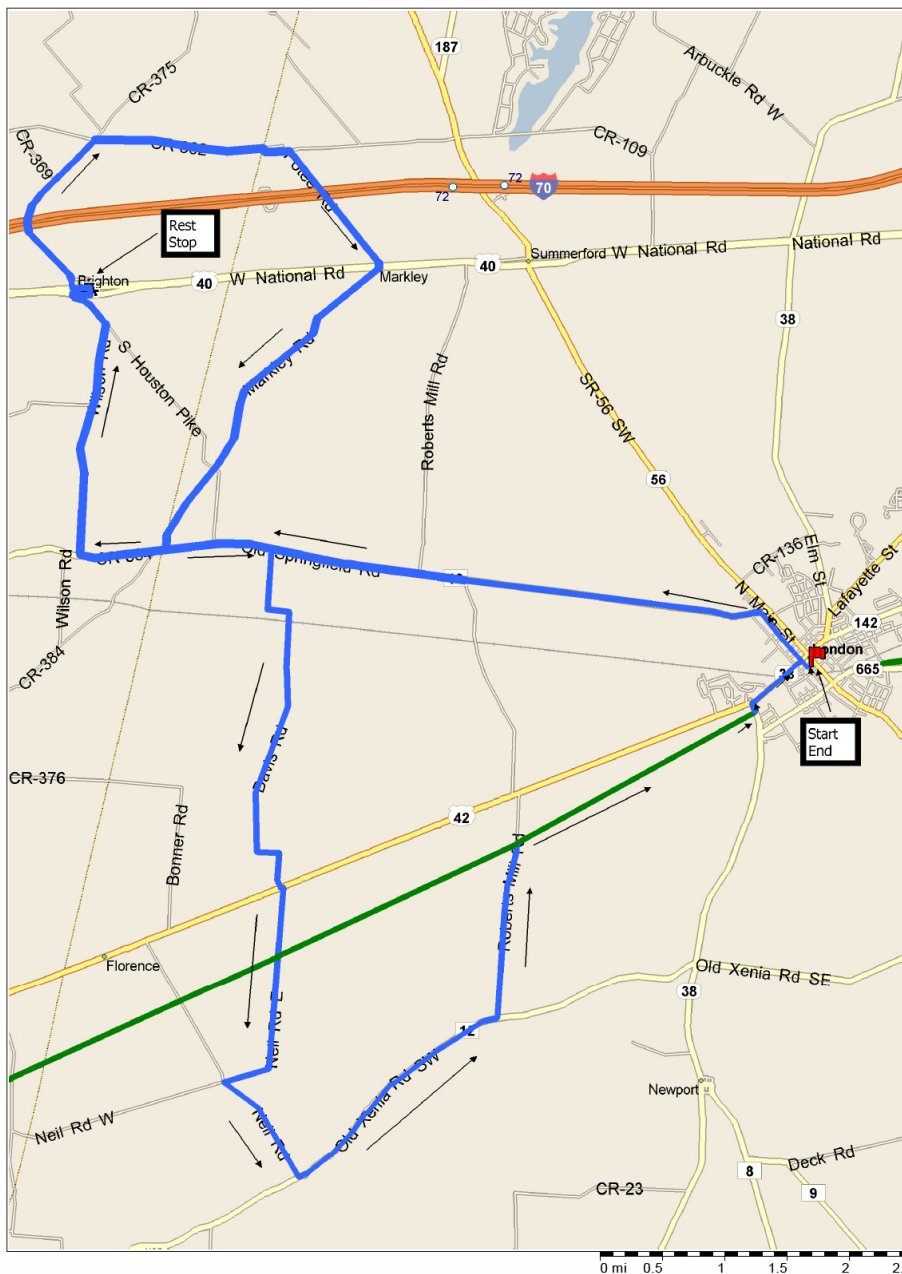 187
CR-375
Arbuckle Rd W
CR-369
CR-109
72
72
70
Rest
Stop
Summerford
W National Rd
National Rd
Brighton
40
W National Rd
40
Markley
38
S Houston Pike
Markley Rd
Wilson Rd
Roberts Mill Rd
SR-56 SW
56
CR-136
Elm St
Lafayette St
Old Springfield Rd
Wilson Rd
N Main St
142
London
665
CR-384
Start
End
CR-376
Davis Rd
42
Bonner Rd
Roberts Mill Rd
Florence
Old Xenia Rd SE
38
Neil Rd E
12
Newport
Old Xenia Rd SW
Neil Rd W
Neil Rd
Deck Rd
8
9
CR-23
0 mi 0.5 1 1.5 2